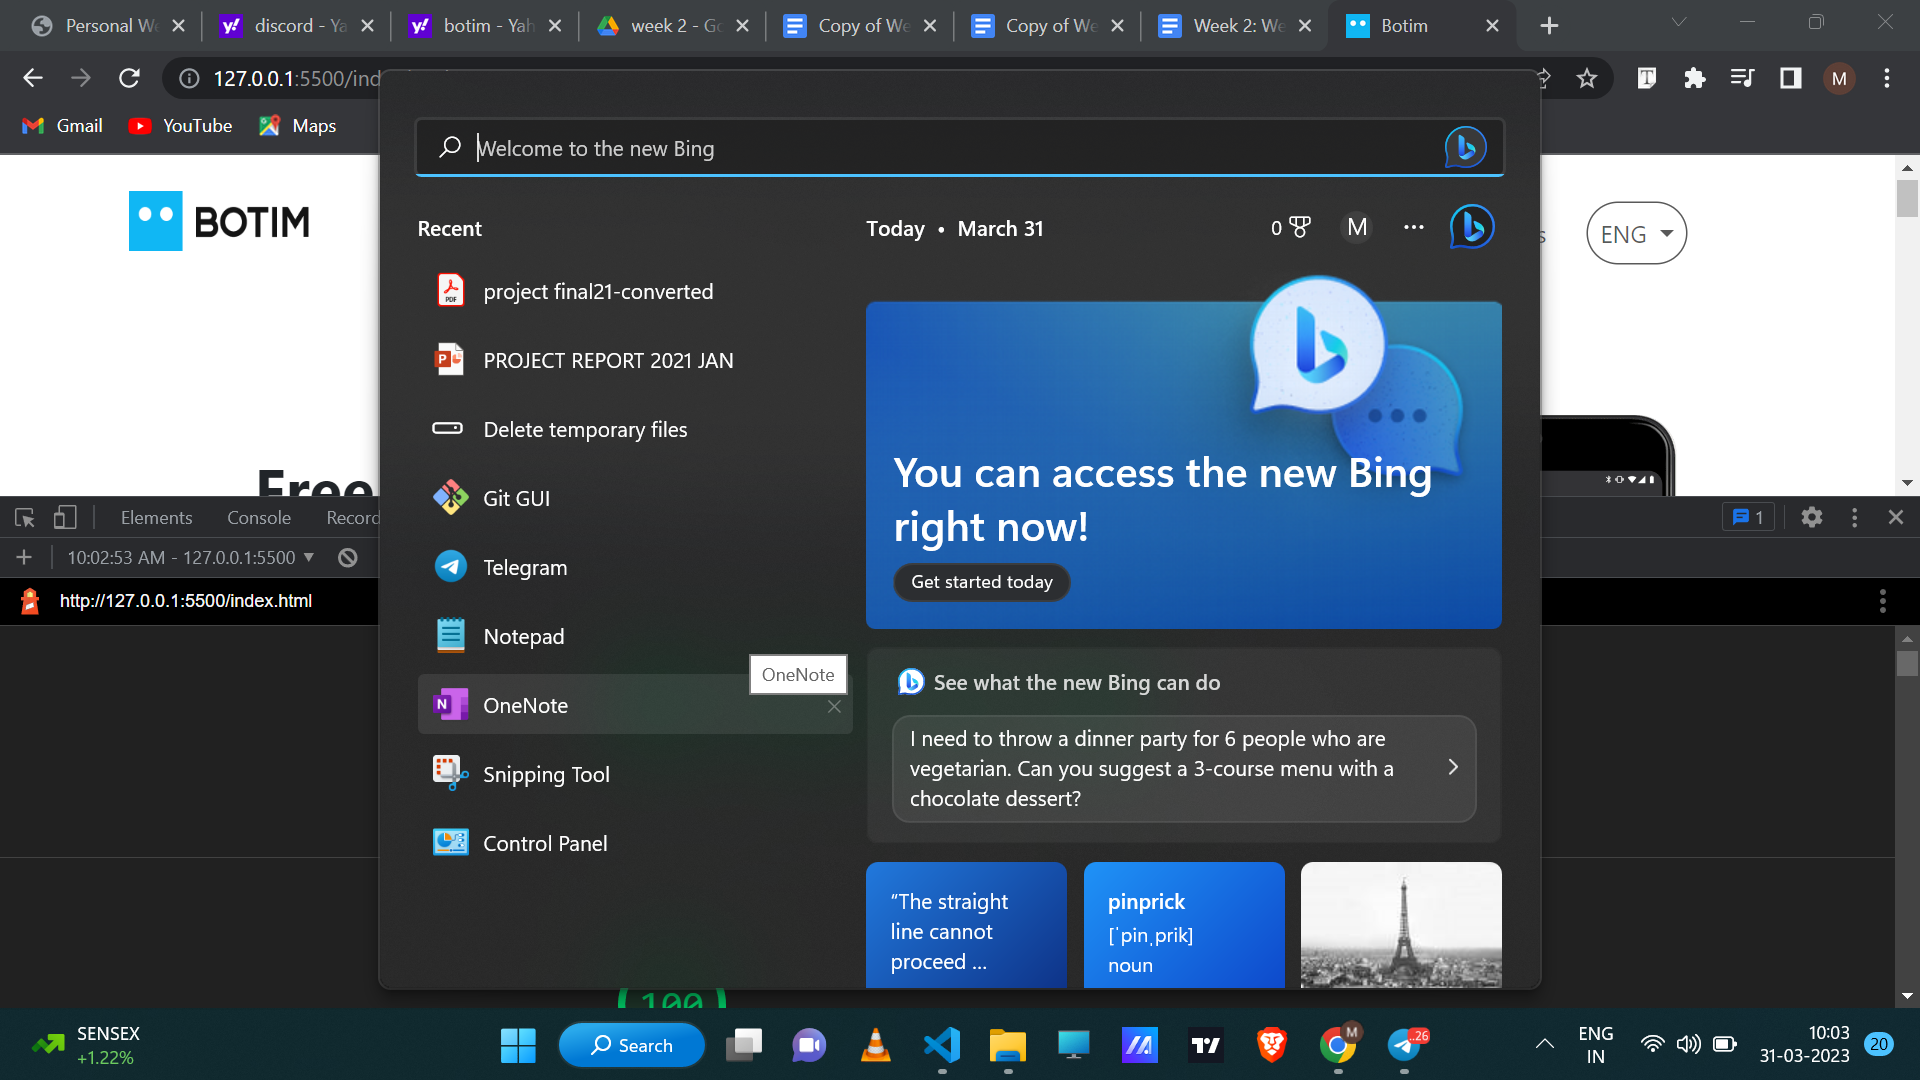 Personal We
discord - Ya
botim - Yah
week 2 - Go
Copy of We
Copy of We
Week 2: We
Botim
127.0.0.1:5500/ind
M
Gmail
YouTube
Maps
Welcome to the new Bing
BOTIM
ENG
Recent
Today • March 31
0
M
project final21-converted
PROJECT REPORT 2021 JAN
Delete temporary files
Git GUI
Telegram
Notepad
OneNote
OneNote
Snipping Tool
Control Panel
You can access the new Bing
right now!
Get started today
See what the new Bing can do
I need to throw a dinner party for 6 people who are
vegetarian. Can you suggest a 3-course menu with a
chocolate dessert?
“The straight
line cannot
proceed ...
pinprick
[ˈpinˌprik]
noun
Free
Elements
Console
Record
1
10:02:53 AM - 127.0.0.1:5500
http://127.0.0.1:5500/index.html
100
SENSEX
+1.22%
Search
M
..26
ENG
IN
10:03
31-03-2023
20